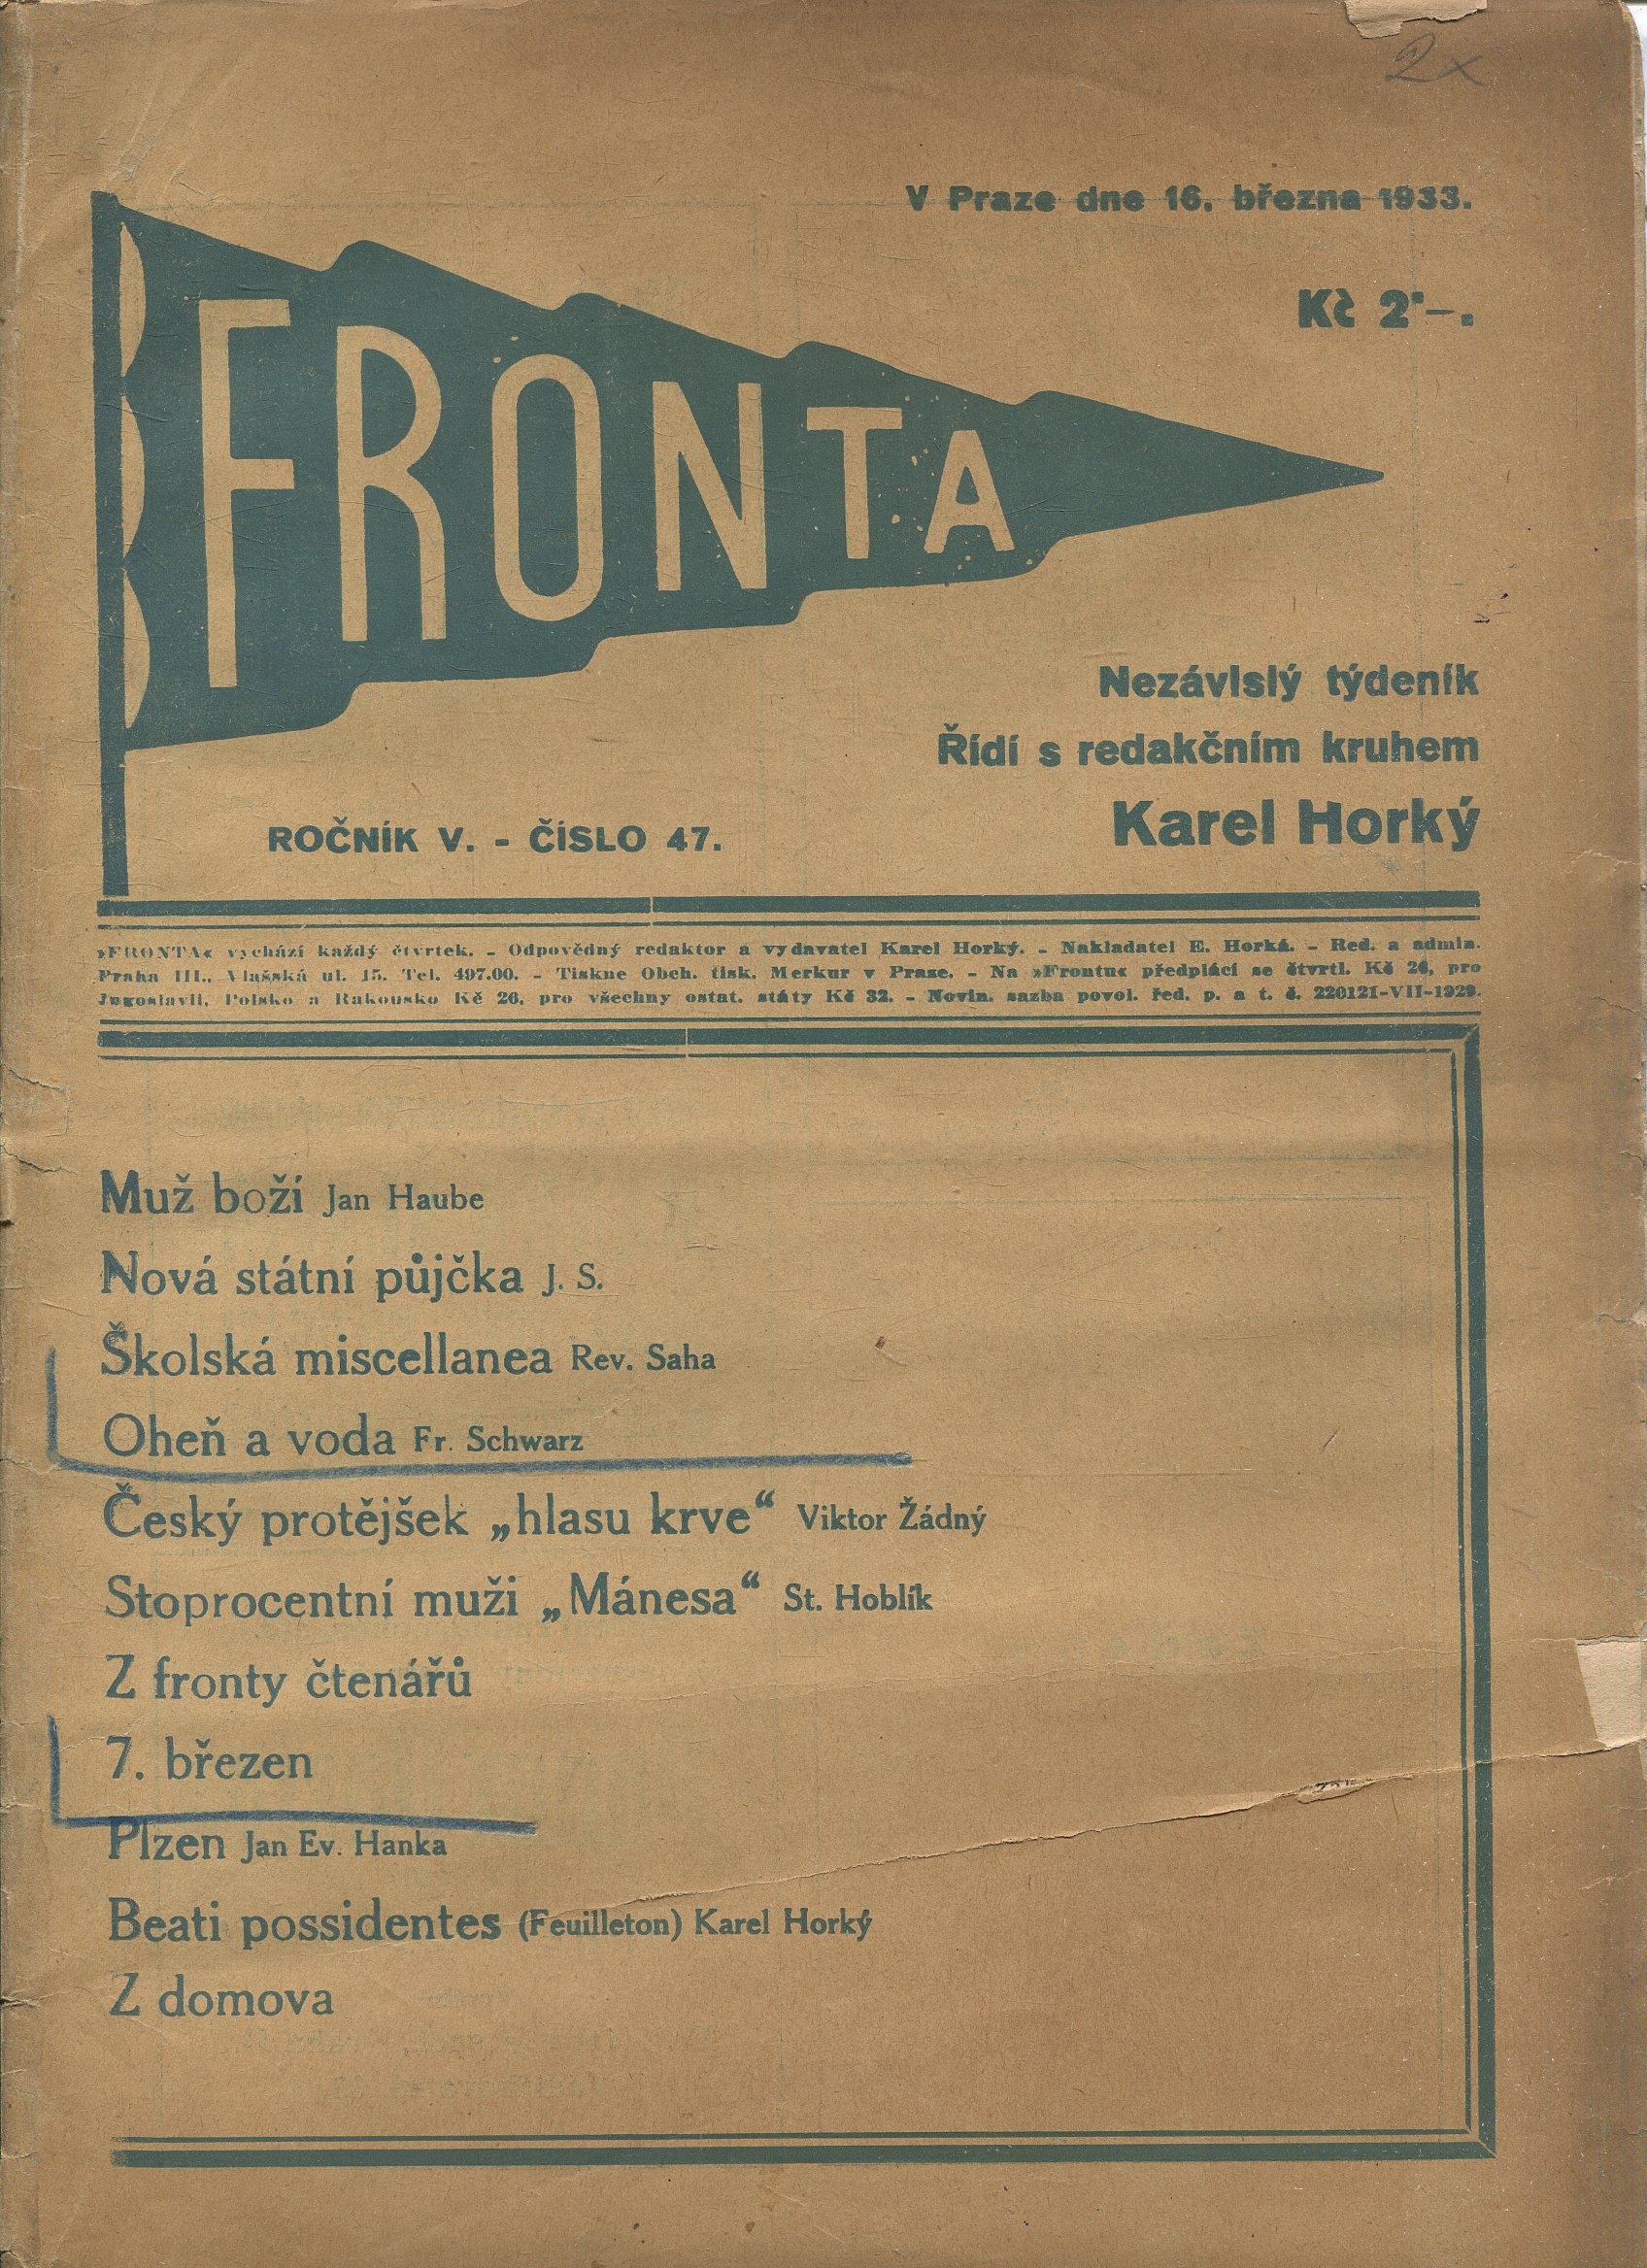 2x
V Praze dne 16. března 1933.
Kč 2·–.
FRONTA
Nezávislý týdeník
Řídí s redakčním kruhem
Karel Horký
ROČNÍK V. - ČÍSLO 47.
»FRONTA« vychází každý čtvrtek. – Odpovědný redaktor a vydavatel Karel Horký. – Nakladatel E. Horká. – Red. a admin.
Praha III., Vlašská ul. 15. Tel. 497.00. – Tiskne Obch. tisk. Merkur v Praze. – Na »Frontu« předplácí se čtvrtl. Kč 26, pro
Jugoslavii, Polsko a Rakousko Kč 26, pro všechny ostat. státy Kč 32. – Novin. sazba povol. řed. p. a t. č. 220121-VII-1929.
Muž boží Jan Haube
Nová státní půjčka J. S.
Školská miscellanea Rev. Saha
Oheň a voda Fr. Schwarz
Český protějšek „hlasu krve“ Viktor Žádný
Stoprocentní muži „Mánesa“ St. Hoblík
Z fronty čtenářů
7. březen
Plzen Jan Ev. Hanka
Beati possidentes (Feuilleton) Karel Horký
Z domova